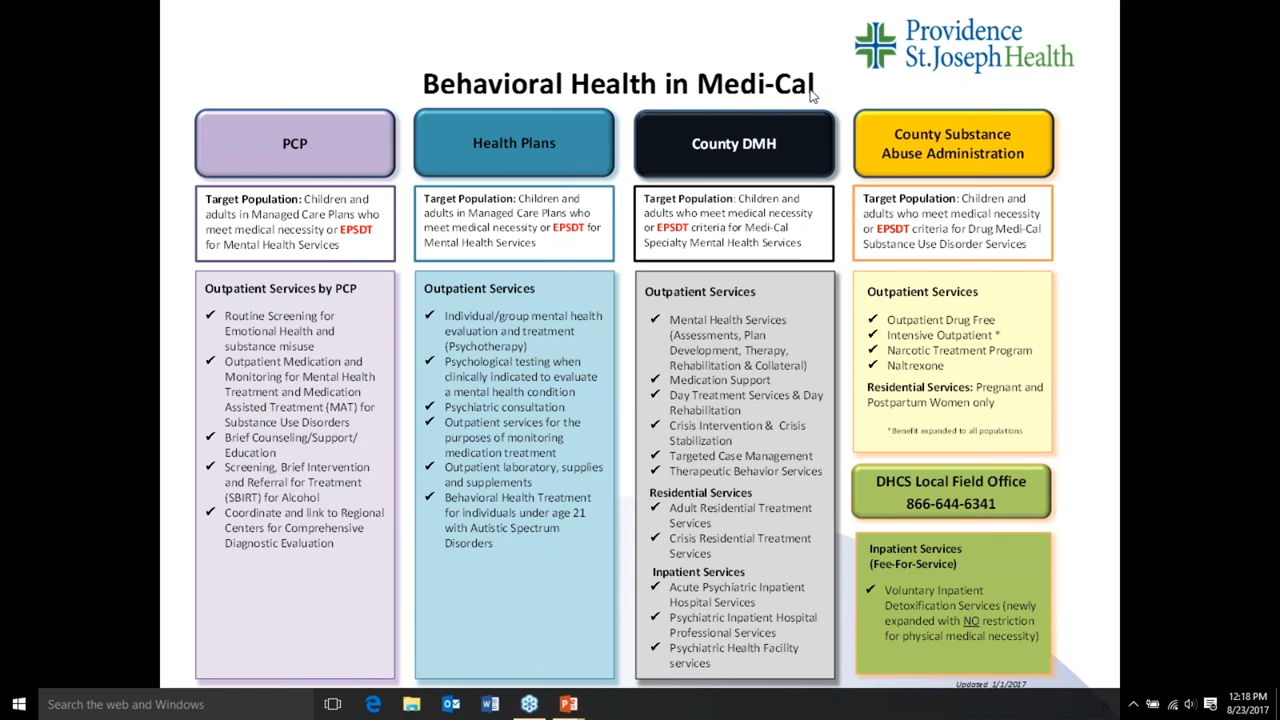 Providence
St.Joseph Health
Behavioral Health in Medi-Cal
PCP
Target Population: Children and
adults in Managed Care Plans who
meet medical necessity or EPSDT
for Mental Health Services
Outpatient Services by PCP
✓ Routine Screening for
Emotional Health and
substance misuse
✓ Outpatient Medication and
Monitoring for Mental Health
Treatment and Medication
Assisted Treatment (MAT) for
Substance Use Disorders
✓ Brief Counseling/Support/
Education
✓ Screening, Brief Intervention
and Referral for Treatment
(SBIRT) for Alcohol
✓ Coordinate and link to Regional
Centers for Comprehensive
Diagnostic Evaluation
Health Plans
Target Population: Children and
adults in Managed Care Plans who
meet medical necessity or EPSDT for
Mental Health Services
Outpatient Services
✓ Individual/group mental health
evaluation and treatment
(Psychotherapy)
✓ Psychological testing when
clinically indicated to evaluate
a mental health condition
✓ Psychiatric consultation
✓ Outpatient services for the
purposes of monitoring
medication treatment
✓ Outpatient laboratory, supplies
and supplements
✓ Behavioral Health Treatment
for individuals under age 21
with Autistic Spectrum
Disorders
County DMH
Target Population: Children and
adults who meet medical necessity
or EPSDT criteria for Medi-Cal
Specialty Mental Health Services
Outpatient Services
✓ Mental Health Services
(Assessments, Plan
Development, Therapy,
Rehabilitation & Collateral)
✓ Medication Support
✓ Day Treatment Services & Day
Rehabilitation
✓ Crisis Intervention & Crisis
Stabilization
✓ Targeted Case Management
✓ Therapeutic Behavior Services
Residential Services
✓ Adult Residential Treatment
Services
✓ Crisis Residential Treatment
Services
Inpatient Services
✓ Acute Psychiatric Inpatient
Hospital Services
✓ Psychiatric Inpatient Hospital
Professional Services
✓ Psychiatric Health Facility
services
County Substance
Abuse Administration
Target Population: Children and
adults who meet medical necessity
or EPSDT criteria for Drug Medi-Cal
Substance Use Disorder Services
Outpatient Services
✓ Outpatient Drug Free
✓ Intensive Outpatient *
✓ Narcotic Treatment Program
✓ Naltrexone
Residential Services: Pregnant and
Postpartum Women only
*Benefit expanded to all populations
DHCS Local Field Office
866-644-6341
Inpatient Services
(Fee-For-Service)
✓ Voluntary Inpatient
Detoxification Services (newly
expanded with NO restriction
for physical medical necessity)
Updated 1/1/2017
Search the web and Windows
12:18 PM
8/23/2017